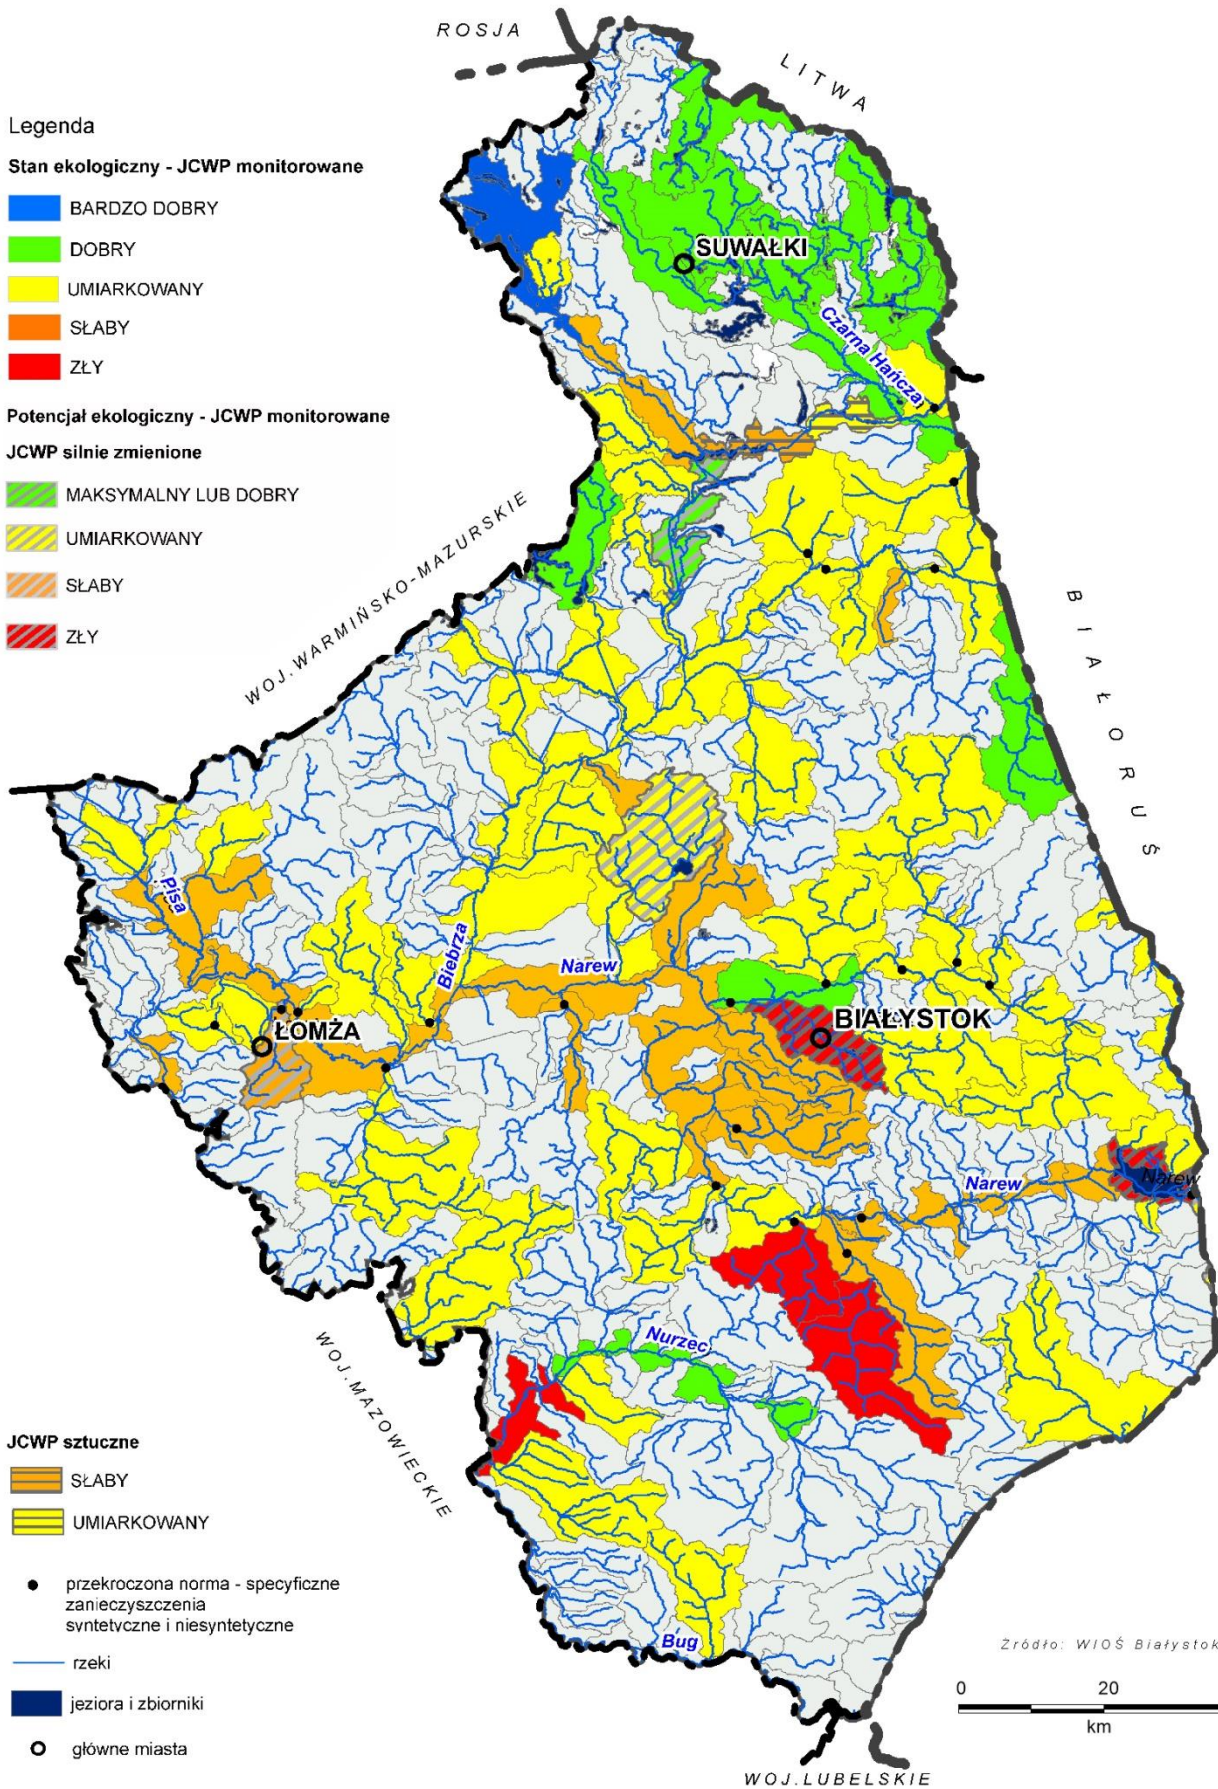 ROSJA
LITWA
Legenda
Stan ekologiczny - JCWP monitorowane
BARDZO DOBRY
DOBRY
UMIARKOWANY
SŁABY
ZŁY
Potencjał ekologiczny - JCWP monitorowane
JCWP silnie zmienione
MAKSYMALNY LUB DOBRY
UMIARKOWANY
SŁABY
ZŁY
SUWAŁKI
Czarna Hańcza
WOJ. WARMIŃSKO-MAZURSKIE
BIAŁORUŚ
Pisa
Biebrza
Narew
ŁOMŻA
BIAŁYSTOK
Narew
Narew
Nurzec
WOJ. MAZOWIECKIE
Bug
JCWP sztuczne
SŁABY
UMIARKOWANY
przekroczona norma - specyficzne
zanieczyszczenia
syntetyczne i niesyntetyczne
rzeki
jeziora i zbiorniki
główne miasta
Źródło: WIOŚ Białystok
0 20
km
WOJ. LUBELSKIE